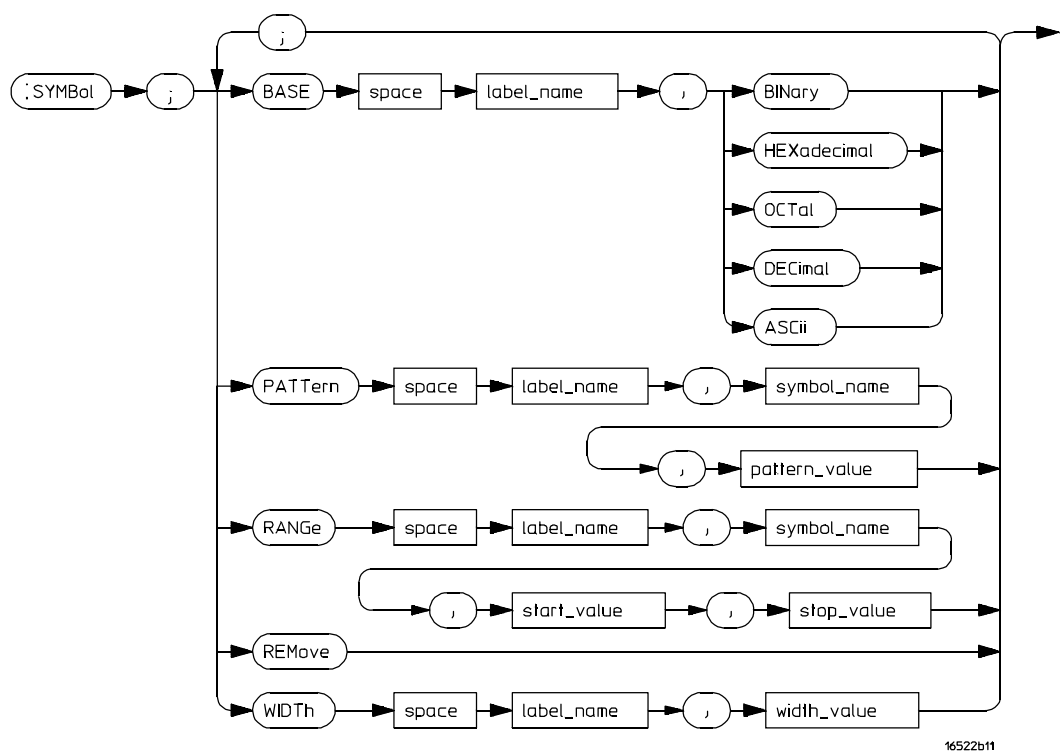 ;
:SYMBol ; BASE space label_name , BINary
HEXadecimal
OCTal
DECimal
ASCii
PATTern space label_name , symbol_name
, pattern_value
RANGe space label_name , symbol_name
, start_value , stop_value
REMove
WIDTh space label_name , width_value
16522b11